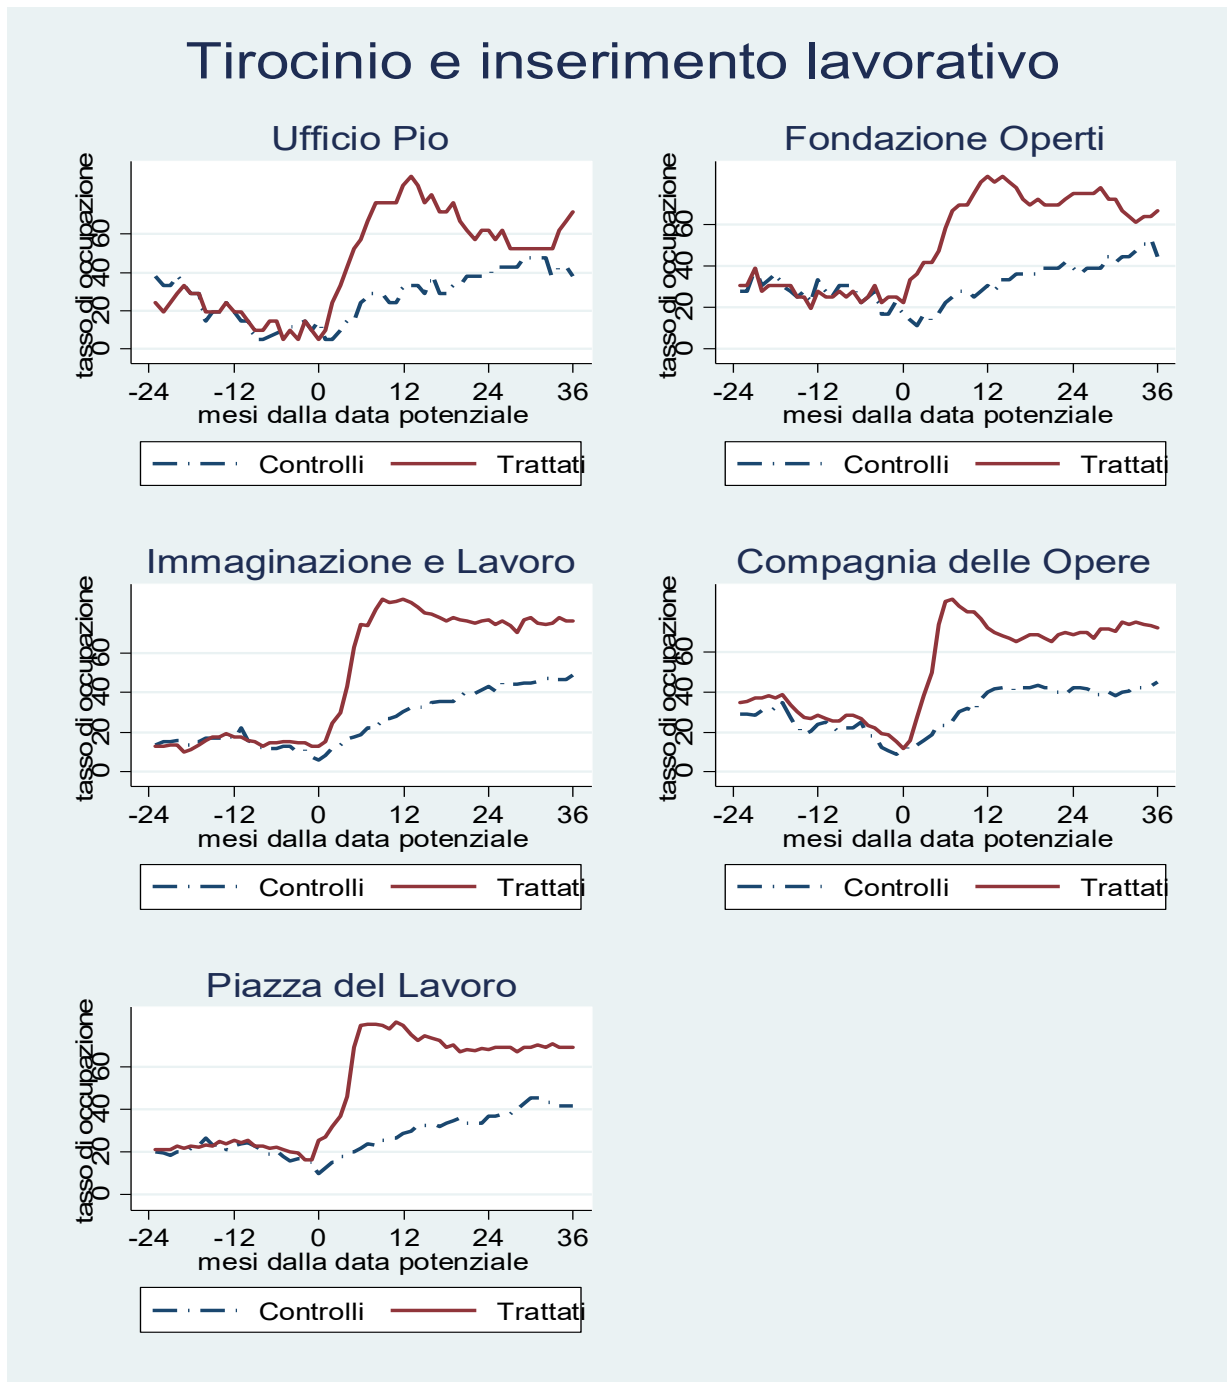 Tirocinio e inserimento lavorativo
Ufficio Pio
tasso di occupazione
0 20 40 60
-24 -12 0 12 24 36
mesi dalla data potenziale
Controlli Trattati
Fondazione Operti
tasso di occupazione
0 20 40 60
-24 -12 0 12 24 36
mesi dalla data potenziale
Controlli Trattati
Immaginazione e Lavoro
tasso di occupazione
0 20 40 60
-24 -12 0 12 24 36
mesi dalla data potenziale
Controlli Trattati
Compagnia delle Opere
tasso di occupazione
0 20 40 60
-24 -12 0 12 24 36
mesi dalla data potenziale
Controlli Trattati
Piazza del Lavoro
tasso di occupazione
0 20 40 60
-24 -12 0 12 24 36
mesi dalla data potenziale
Controlli Trattati